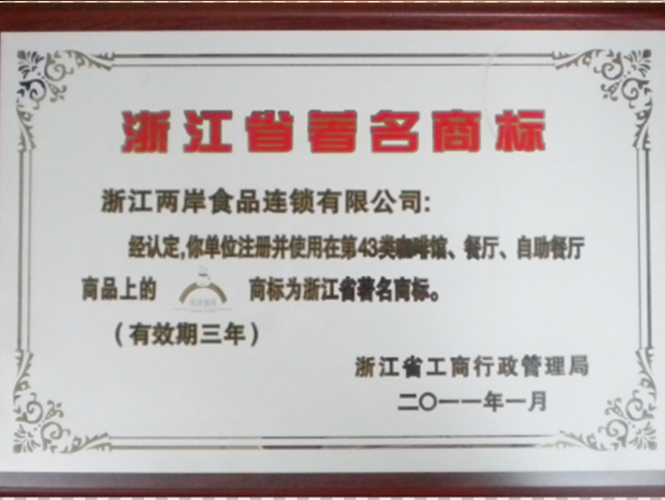 浙江省著名商标
浙江两岸食品连锁有限公司:
经认定,你单位注册并使用在第43类咖啡馆、餐厅、自助餐厅
商品上的 商标为浙江省著名商标。
(有效期三年)
浙江省工商行政管理局
二〇一一年一月